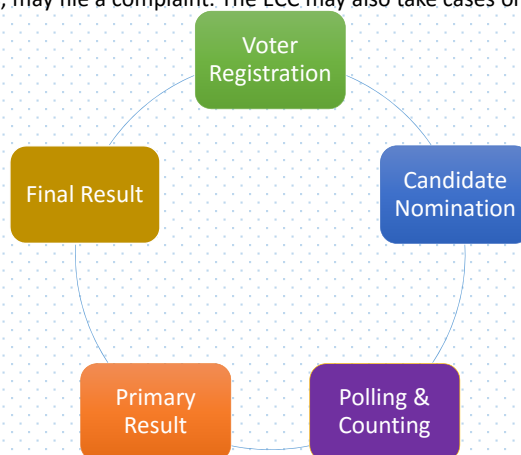 , may file a complaint. The ECC may also take cases
Voter
Registration
Candidate
Nomination
Polling &
Counting
Primary
Result
Final Result